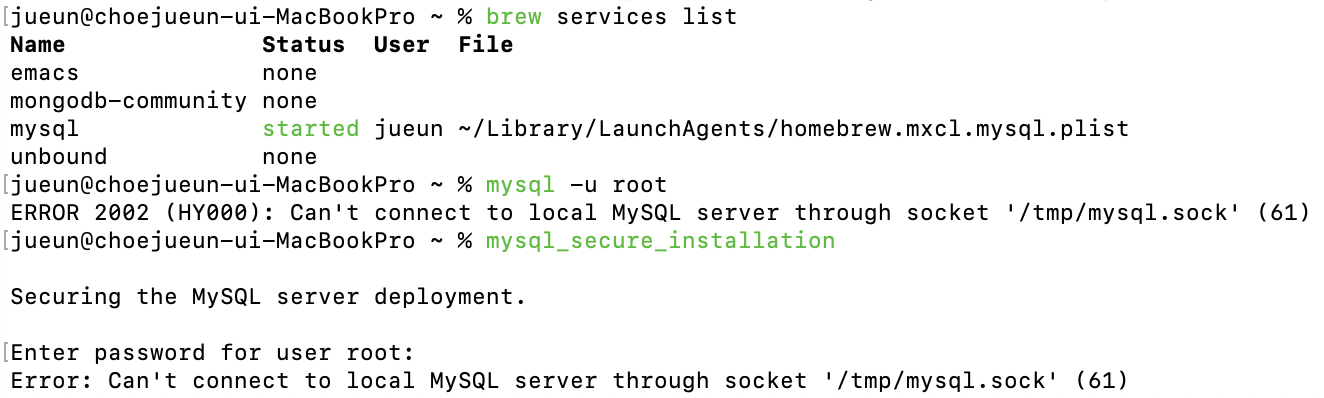 [jueun@choejueun-ui-MacBookPro ~ % brew services list
Name Status User File
emacs none
mongodb-community none
mysql started jueun ~/Library/LaunchAgents/homebrew.mxcl.mysql.plist
unbound none
[jueun@choejueun-ui-MacBookPro ~ % mysql -u root
ERROR 2002 (HY000): Can't connect to local MySQL server through socket '/tmp/mysql.sock' (61)
[jueun@choejueun-ui-MacBookPro ~ % mysql_secure_installation
Securing the MySQL server deployment.
[Enter password for user root:
Error: Can't connect to local MySQL server through socket '/tmp/mysql.sock' (61)